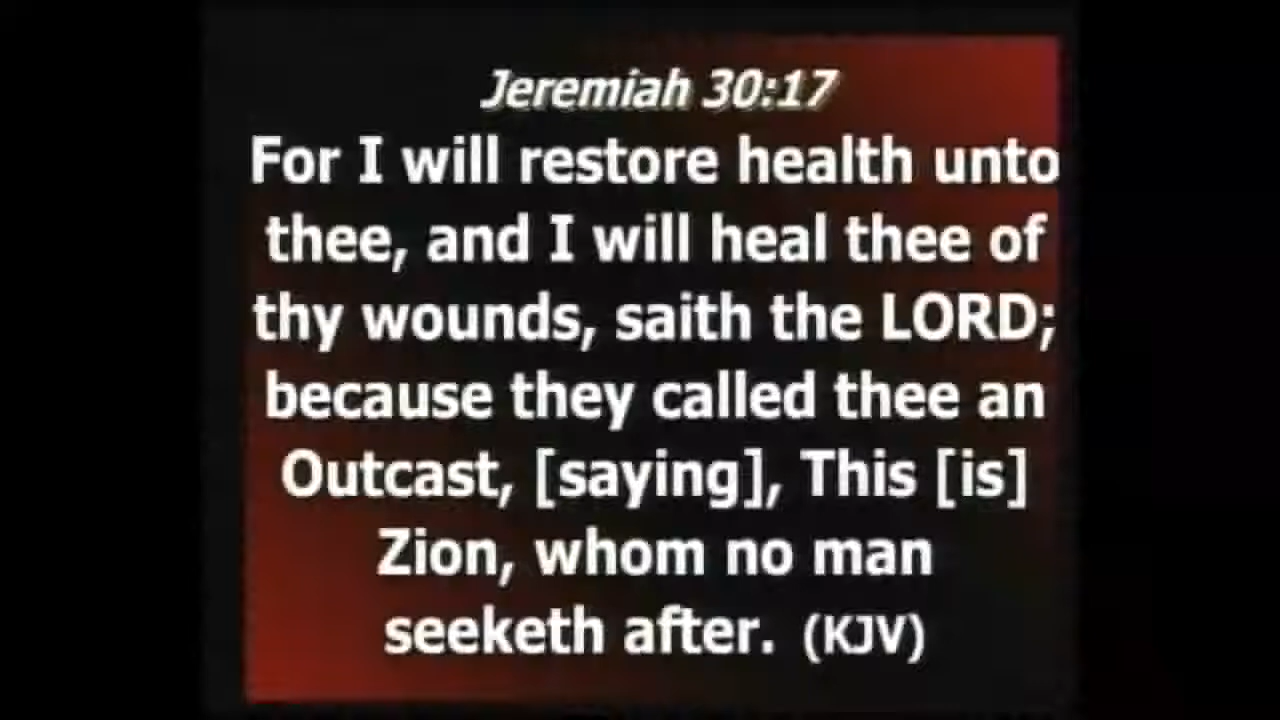 Jeremiah 30:17
For I will restore health unto
thee, and I will heal thee of
thy wounds, saith the LORD;
because they called thee an
Outcast, [saying], This [is]
Zion, whom no man
seeketh after. (KJV)